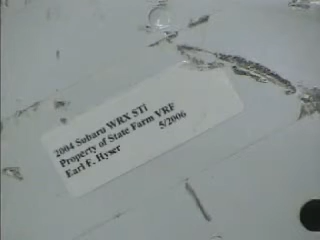 2004 Subaru WRX STi
Property of State Farm VRF
Earl F. Hyser 5/2006